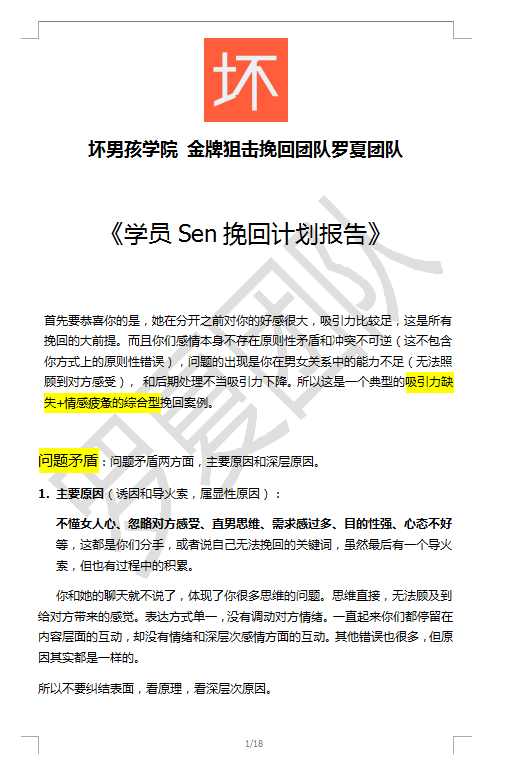 坏
坏男孩学院 金牌狙击挽回团队罗夏团队
《学员 Sen 挽回计划报告》
首先要恭喜你的是，她在分开之前对你的好感很大，吸引力比较足，这是所有
挽回的大前提。而且你们感情本身不存在原则性矛盾和冲突不可逆（这不包含
你方式上的原则性错误），问题的出现是你在男女关系中的能力不足（无法照
顾到对方感受）， 和后期处理不当吸引力下降。所以这是一个典型的吸引力缺
失+情感疲惫的综合型挽回案例。
问题矛盾：问题矛盾两方面，主要原因和深层原因。
1. 主要原因（诱因和导火索，属显性原因）：
不懂女人心、忽略对方感受、直男思维、需求感过多、目的性强、心态不好
等，这都是你们分手，或者说自己无法挽回的关键词，虽然最后有一个导火
索，但也有过程中的积累。
你和她的聊天就不说了，体现了你很多思维的问题。思维直接，无法顾及到
给对方带来的感觉。表达方式单一，没有调动对方情绪。一直起来你们都停留在
内容层面的互动，却没有情绪和深层次感情方面的互动。其他错误也很多，但原
因其实都是一样的。
所以不要纠结表面，看原理，看深层次原因。
罗夏团队
1/18